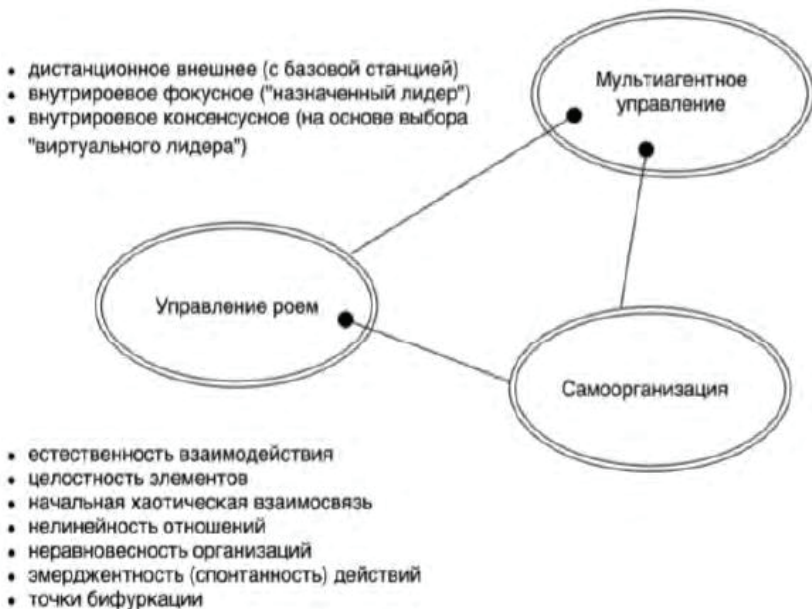 • дистанционное внешнее (с базовой станцией)
• внутрироевое фокусное ("назначенный лидер")
• внутрироевое консенсусное (на основе выбора
"виртуального лидера")
Мультиагентное
управление
Управление роем
Самоорганизация
• естественность взаимодействия
• целостность элементов
• начальная хаотическая взаимосвязь
• нелинейность отношений
• неравновесность организаций
• эмерджентность (спонтанность) действий
• точки бифуркации